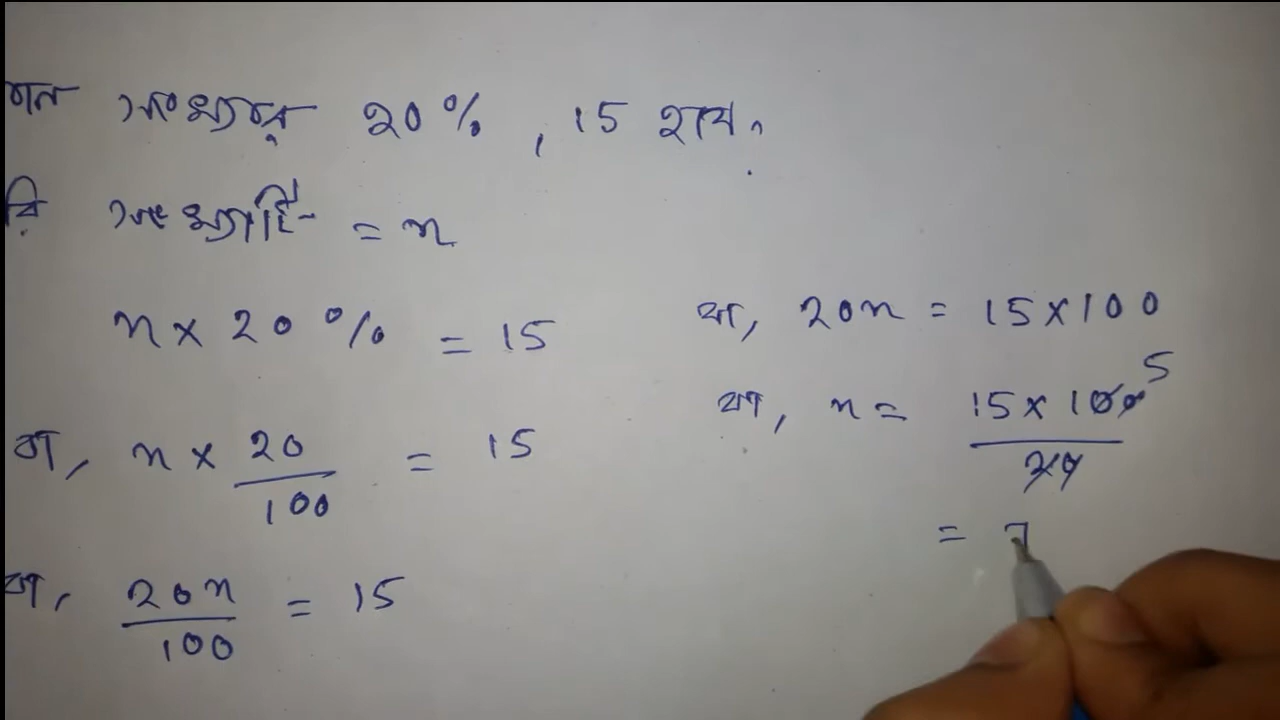 কোন সংখ্যার 20%, 15 হবে।
ধরি সংখ্যাটি = x
x × 20% = 15
বা, x × 20/100 = 15
বা, 20x/100 = 15
বা, 20x = 15 × 100
বা, x = 15 × 100 5/20
= 7